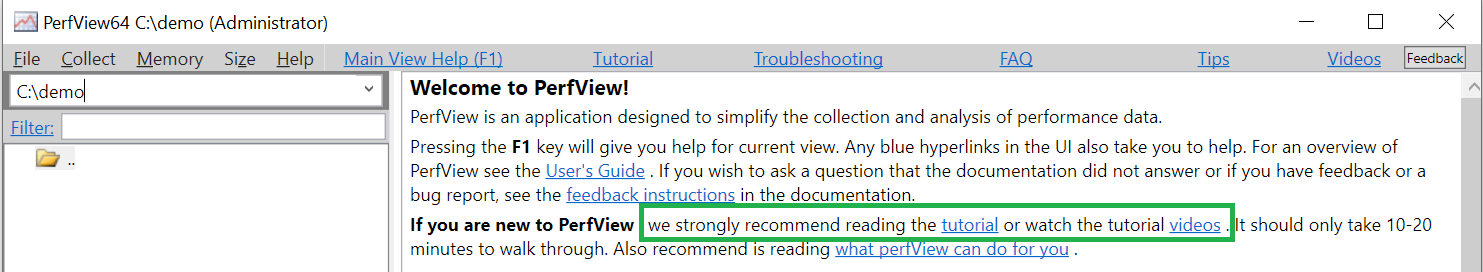 PerfView64 C:\demo (Administrator)
File Collect Memory Size Help Main View Help (F1) Tutorial Troubleshooting FAQ Tips Videos Feedback
C:\demo
Filter:
..
Welcome to PerfView!
PerfView is an application designed to simplify the collection and analysis of performance data.
Pressing the F1 key will give you help for current view. Any blue hyperlinks in the UI also take you to help. For an overview of
PerfView see the User's Guide . If you wish to ask a question that the documentation did not answer or if you have feedback or a
bug report, see the feedback instructions in the documentation.
If you are new to PerfView we strongly recommend reading the tutorial or watch the tutorial videos . It should only take 10-20
minutes to walk through. Also recommend is reading what perfView can do for you .